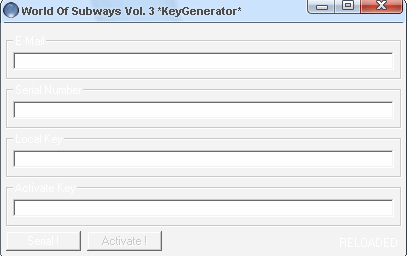 World Of Subways Vol. 3 *KeyGenerator*
E-Mail
Serial Number
Local Key
Activate Key
Serial !
Activate !
RELOADED